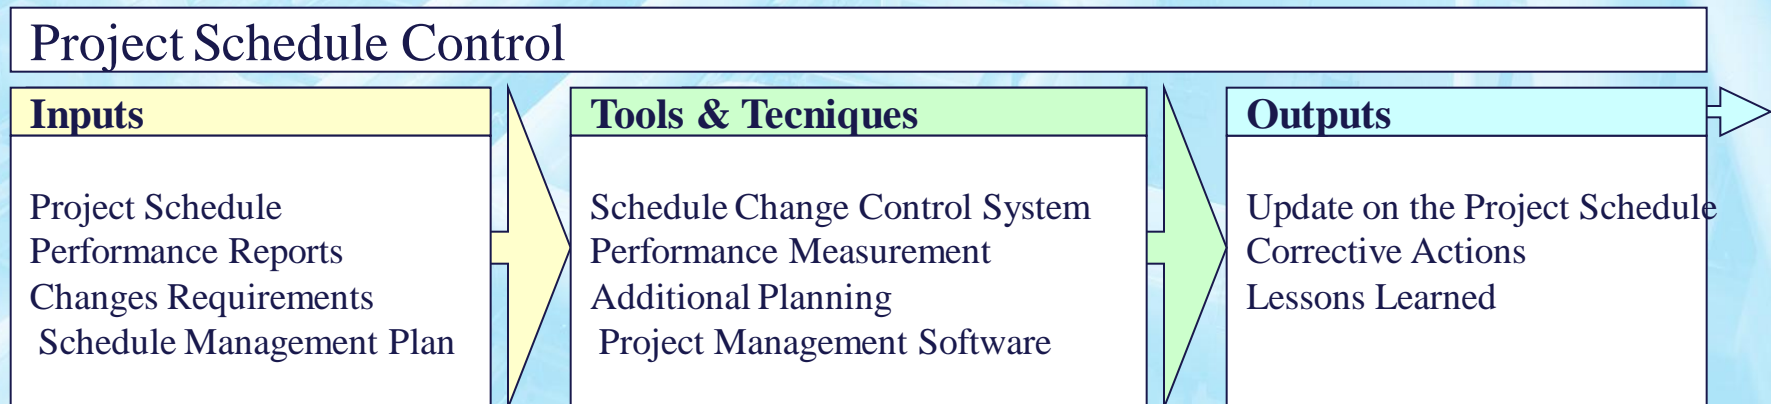 Project Schedule Control
Inputs
Project Schedule
Performance Reports
Changes Requirements
Schedule Management Plan
Tools & Tecniques
Schedule Change Control System
Performance Measurement
Additional Planning
Project Management Software
Outputs
Update on the Project Schedule
Corrective Actions
Lessons Learned